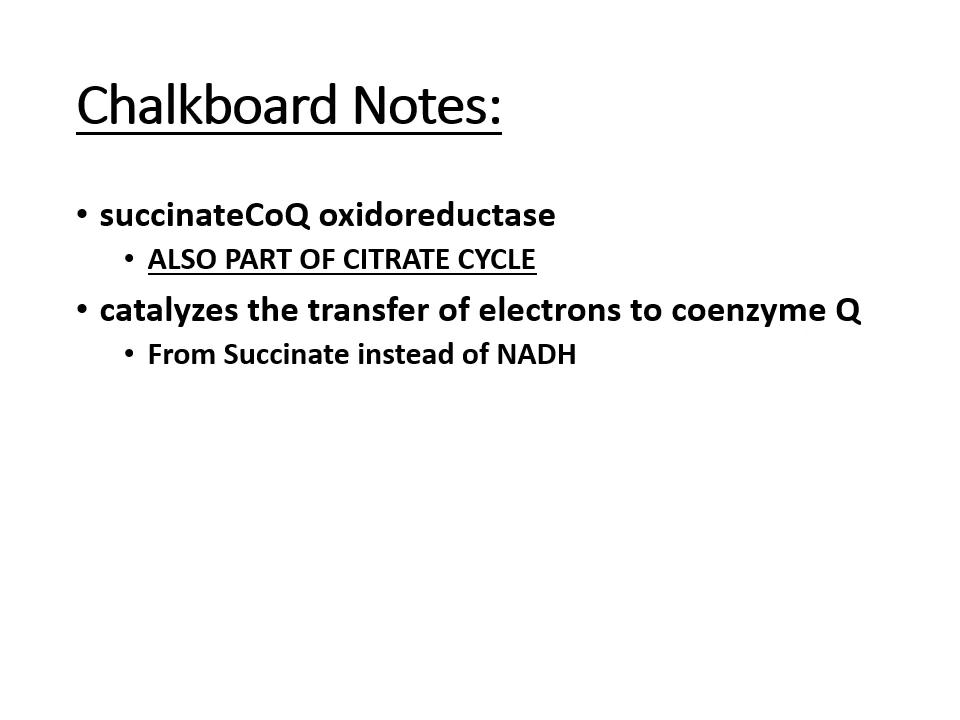 Chalkboard Notes:
• succinateCoQ oxidoreductase
• ALSO PART OF CITRATE CYCLE
• catalyzes the transfer of electrons to coenzyme Q
• From Succinate instead of NADH